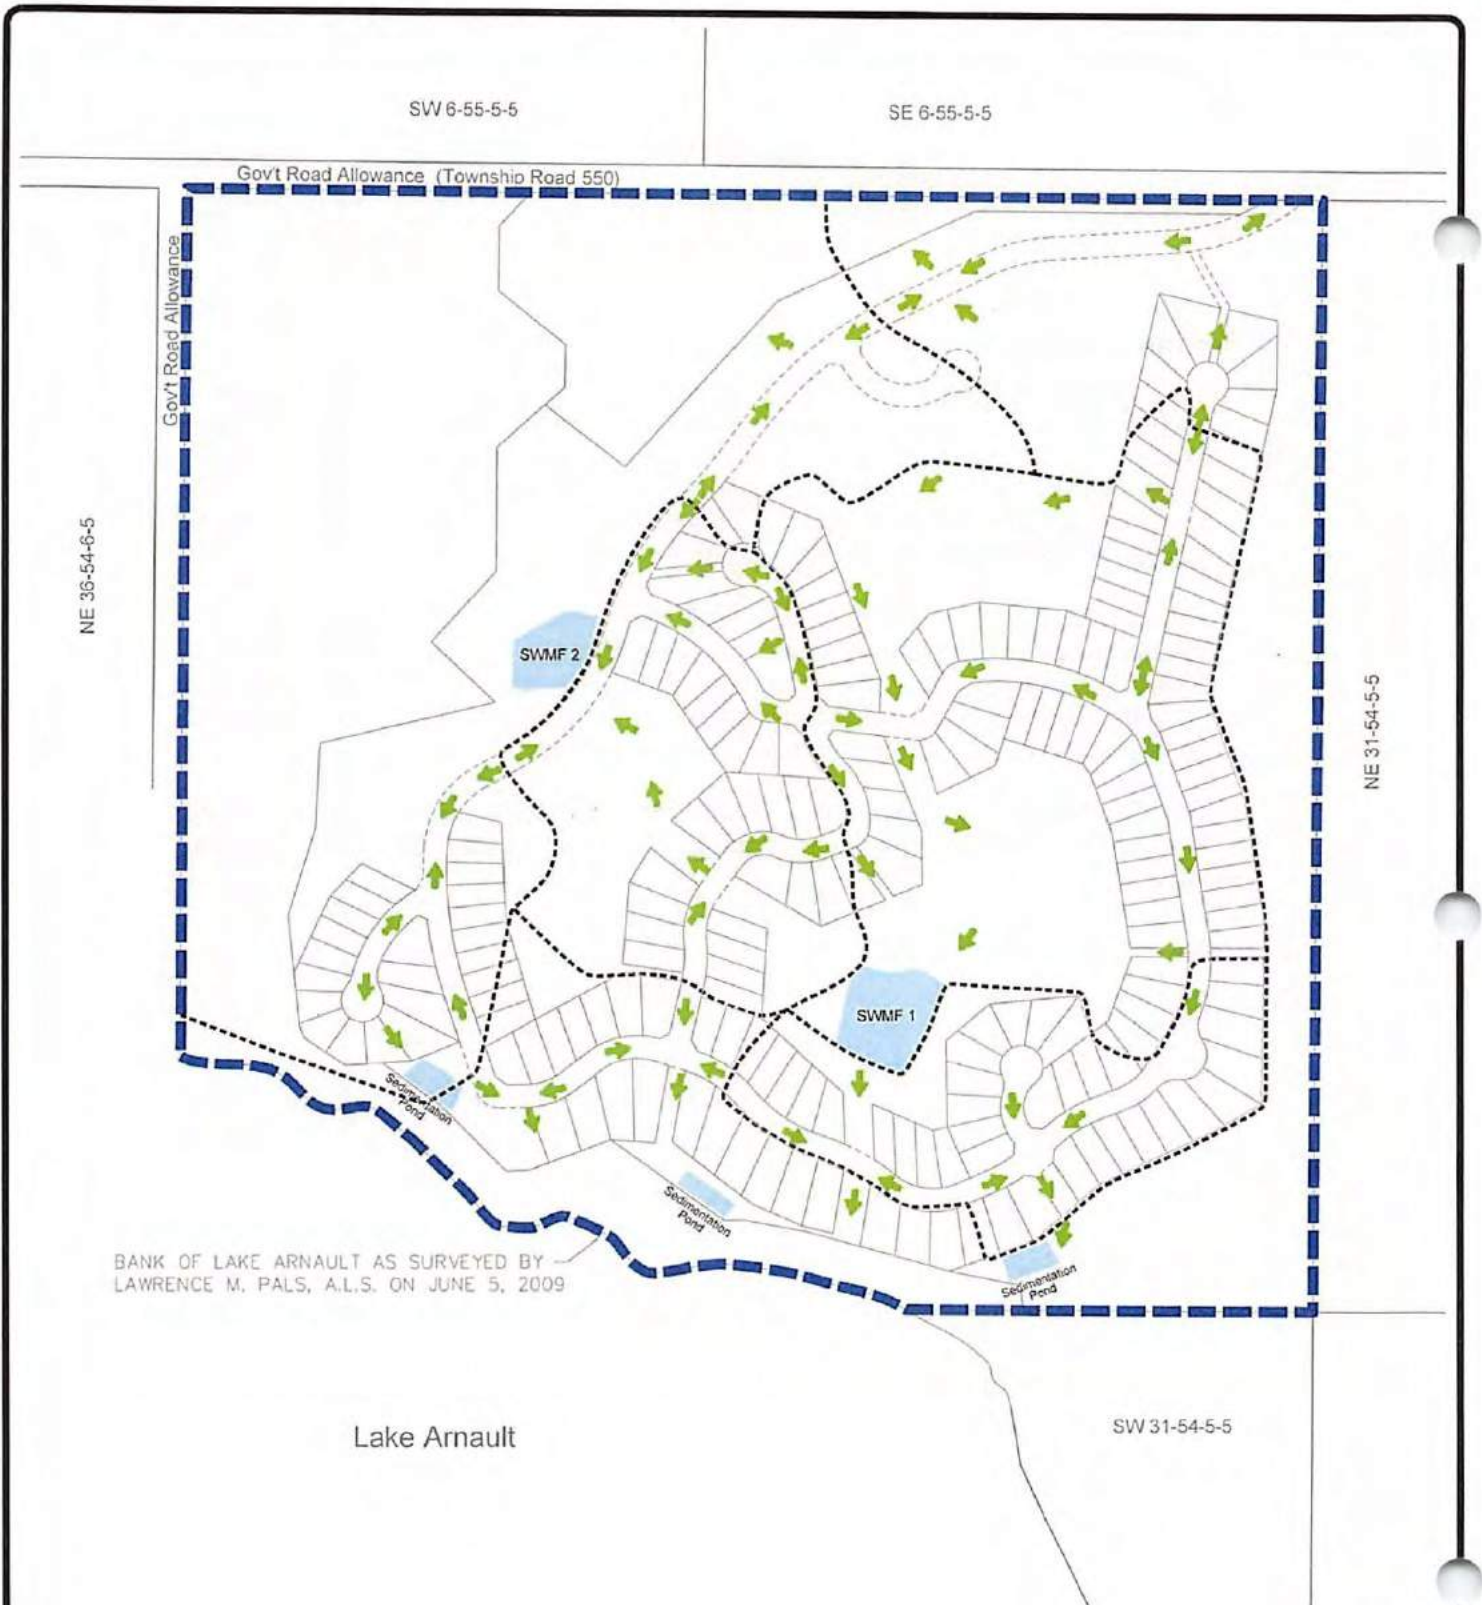 SW 6-55-5-5
SE 6-55-5-5
Gov't Road Allowance (Township Road 550)
Gov't Road Allowance
NE 36-54-6-5
NE 31-54-5-5
SWMF 2
SWMF 1
Sedimentation
Pond
Sedimentation
Pond
Sedimentation
Pond
BANK OF LAKE ARNAULT AS SURVEYED BY
LAWRENCE M. PALS, A.L.S. ON JUNE 5, 2009
Lake Arnault
SW 31-54-5-5